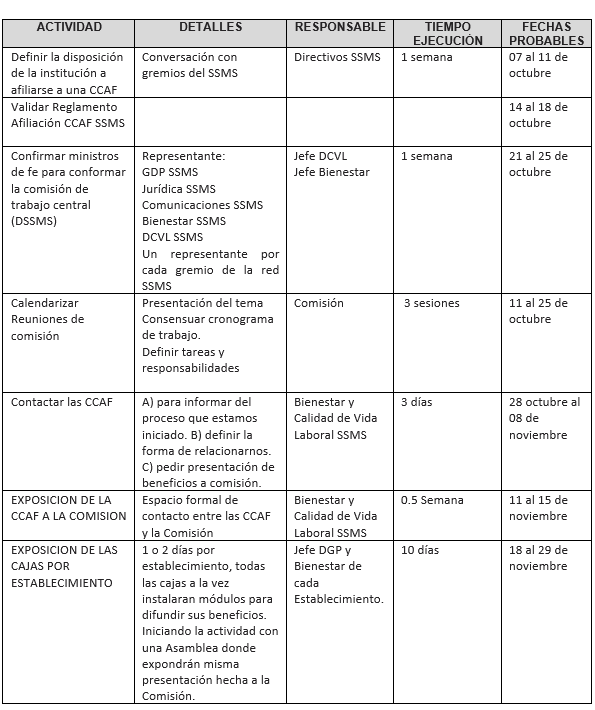 ACTIVIDAD
DETALLES
RESPONSABLE
TIEMPO
EJECUCIÓN
FECHAS
PROBABLES
Definir la disposición
de la institución a
afiliarse a una CCAF
Conversación con
gremios del SSMS
Directivos SSMS
1 semana
07 al 11 de
octubre
Validar Reglamento
Afiliación CCAF SSMS
14 al 18 de
octubre
Confirmar ministros
de fe para conformar
la comisión de
trabajo central
(DSSMS)
Representante:
GDP SSMS
Jurídica SSMS
Comunicaciones SSMS
Bienestar SSMS
DCVL SSMS
Un representante por
cada gremio de la red
SSMS
Jefe DCVL
Jefe Bienestar
1 semana
21 al 25 de
octubre
Calendarizar
Reuniones de
comisión
Presentación del tema
Consensuar cronograma
de trabajo.
Definir tareas y
responsabilidades
Comisión
3 sesiones
11 al 25 de
octubre
Contactar las CCAF
A) para informar del
proceso que estamos
iniciado. B) definir la
forma de relacionarnos.
C) pedir presentación de
beneficios a comisión.
Bienestar y
Calidad de Vida
Laboral SSMS
3 días
28 octubre al
08 de
noviembre
EXPOSICION DE LA
CCAF A LA COMISION
Espacio formal de
contacto entre las CCAF
y la Comisión
Bienestar y
Calidad de Vida
Laboral SSMS
0.5 Semana
11 al 15 de
noviembre
EXPOSICION DE LAS
CAJAS POR
ESTABLECIMIENTO
1 o 2 días por
establecimiento, todas
las cajas a la vez
instalaran módulos para
difundir sus beneficios.
Iniciando la actividad con
una Asamblea donde
expondrán misma
presentación hecha a la
Comisión.
Jefe DGP y
Bienestar de
cada
Establecimiento.
10 días
18 al 29 de
noviembre